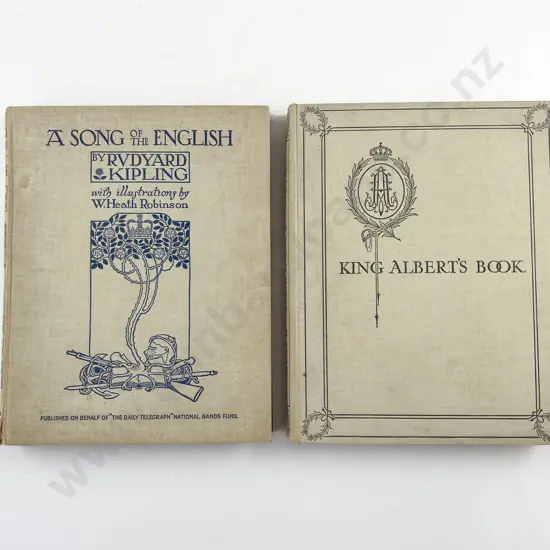 A SONG OF THE ENGLISH
BY RVDYARD
KIPLING
with illustrations by
W. Heath Robinson
PUBLISHED ON BEHALF OF "THE DAILY TELEGRAPH" NATIONAL BANDS FUND.
KING ALBERT'S BOOK